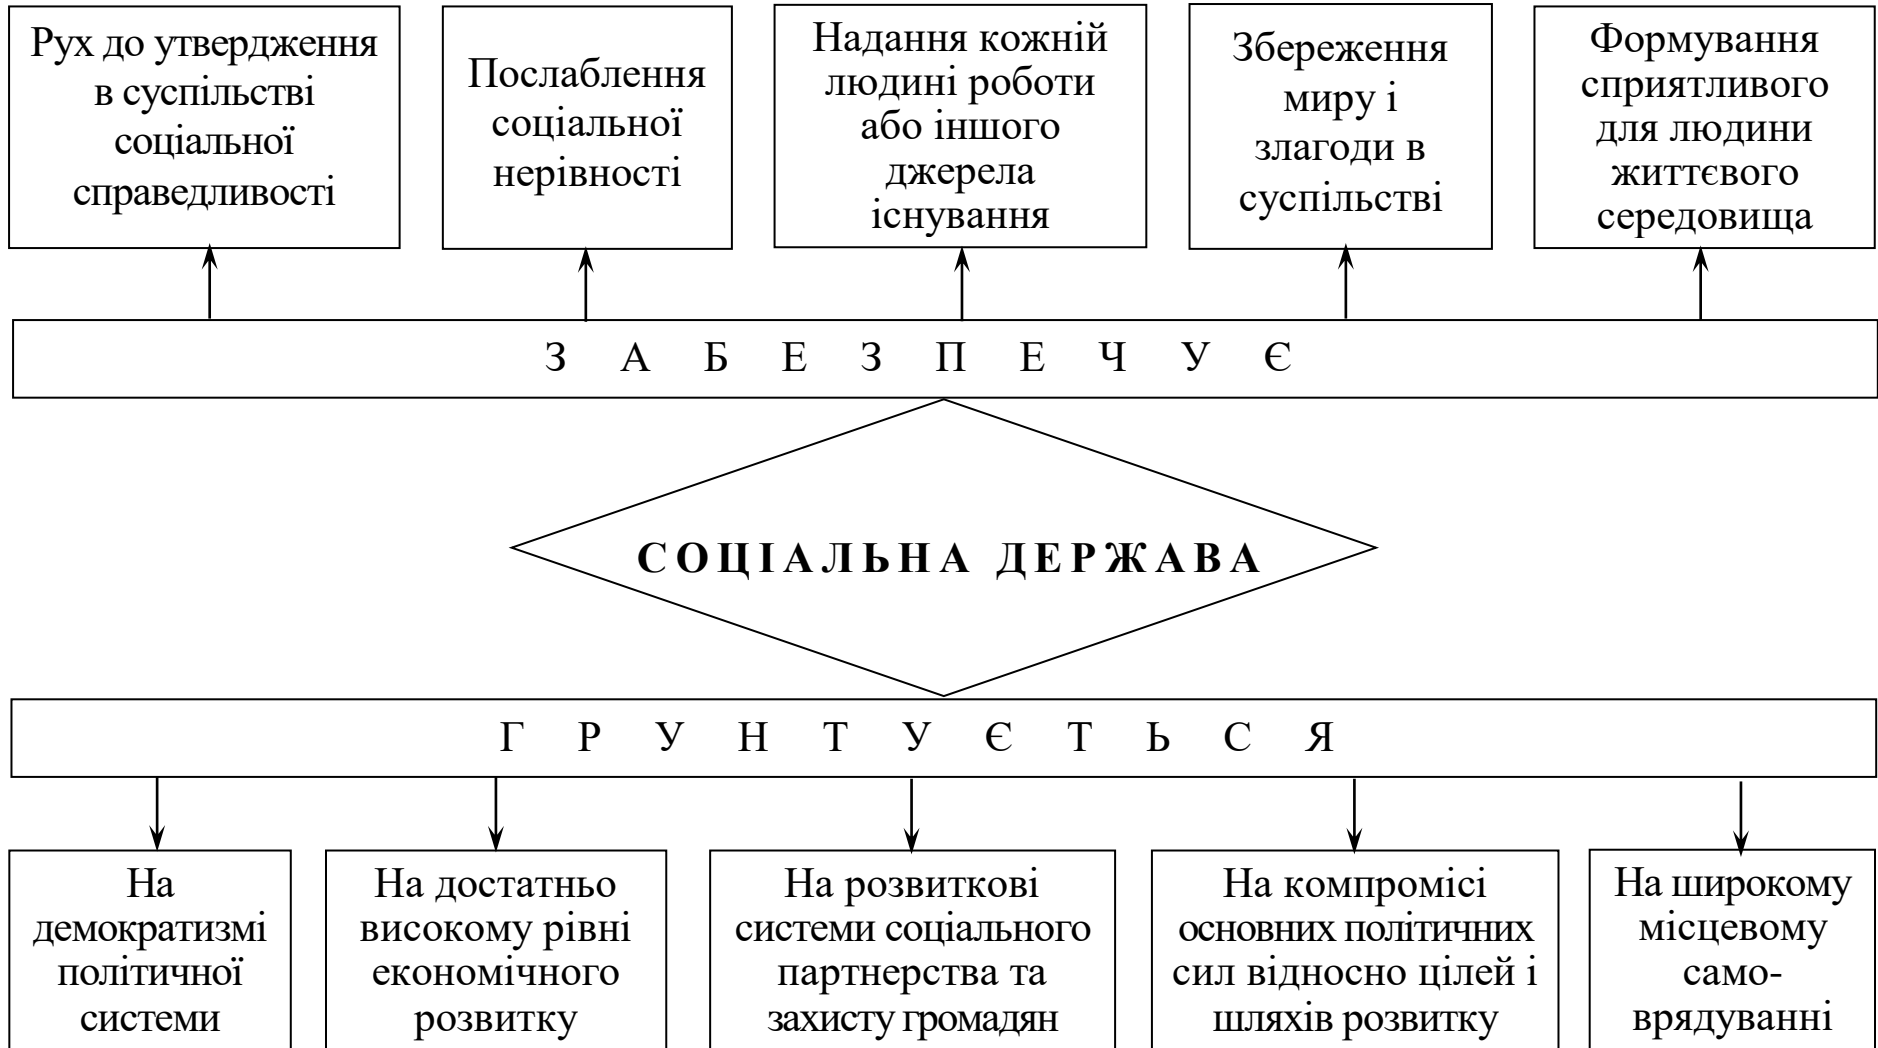 Рух до утвердження
в суспільстві
соціальної
справедливості
Послаблення
соціальної
нерівності
Надання кожній
людині роботи
або іншого
джерела
існування
Збереження
миру і
злагоди в
суспільстві
Формування
сприятливого
для людини
життєвого
середовища
З А Б Е З П Е Ч У Є
СОЦІАЛЬНА ДЕРЖАВА
Г Р У Н Т У Є Т Ь С Я
На
демократизмі
політичної
системи
На достатньо
високому рівні
економічного
розвитку
На розвиткові
системи соціального
партнерства та
захисту громадян
На компромісі
основних політичних
сил відносно цілей і
шляхів розвитку
На широкому
місцевому
само-
врядуванні